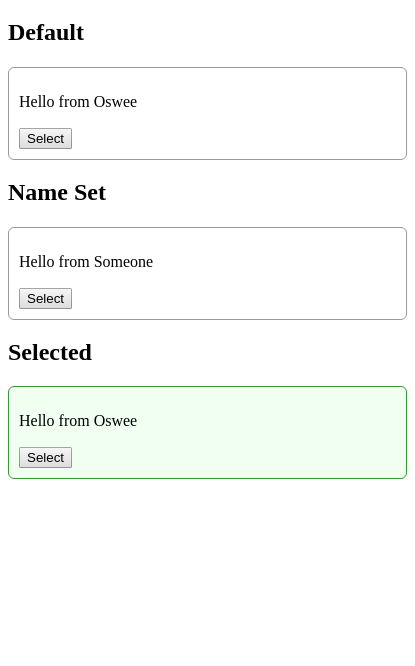 Default
Hello from Oswee
Select
Name Set
Hello from Someone
Select
Selected
Hello from Oswee
Select